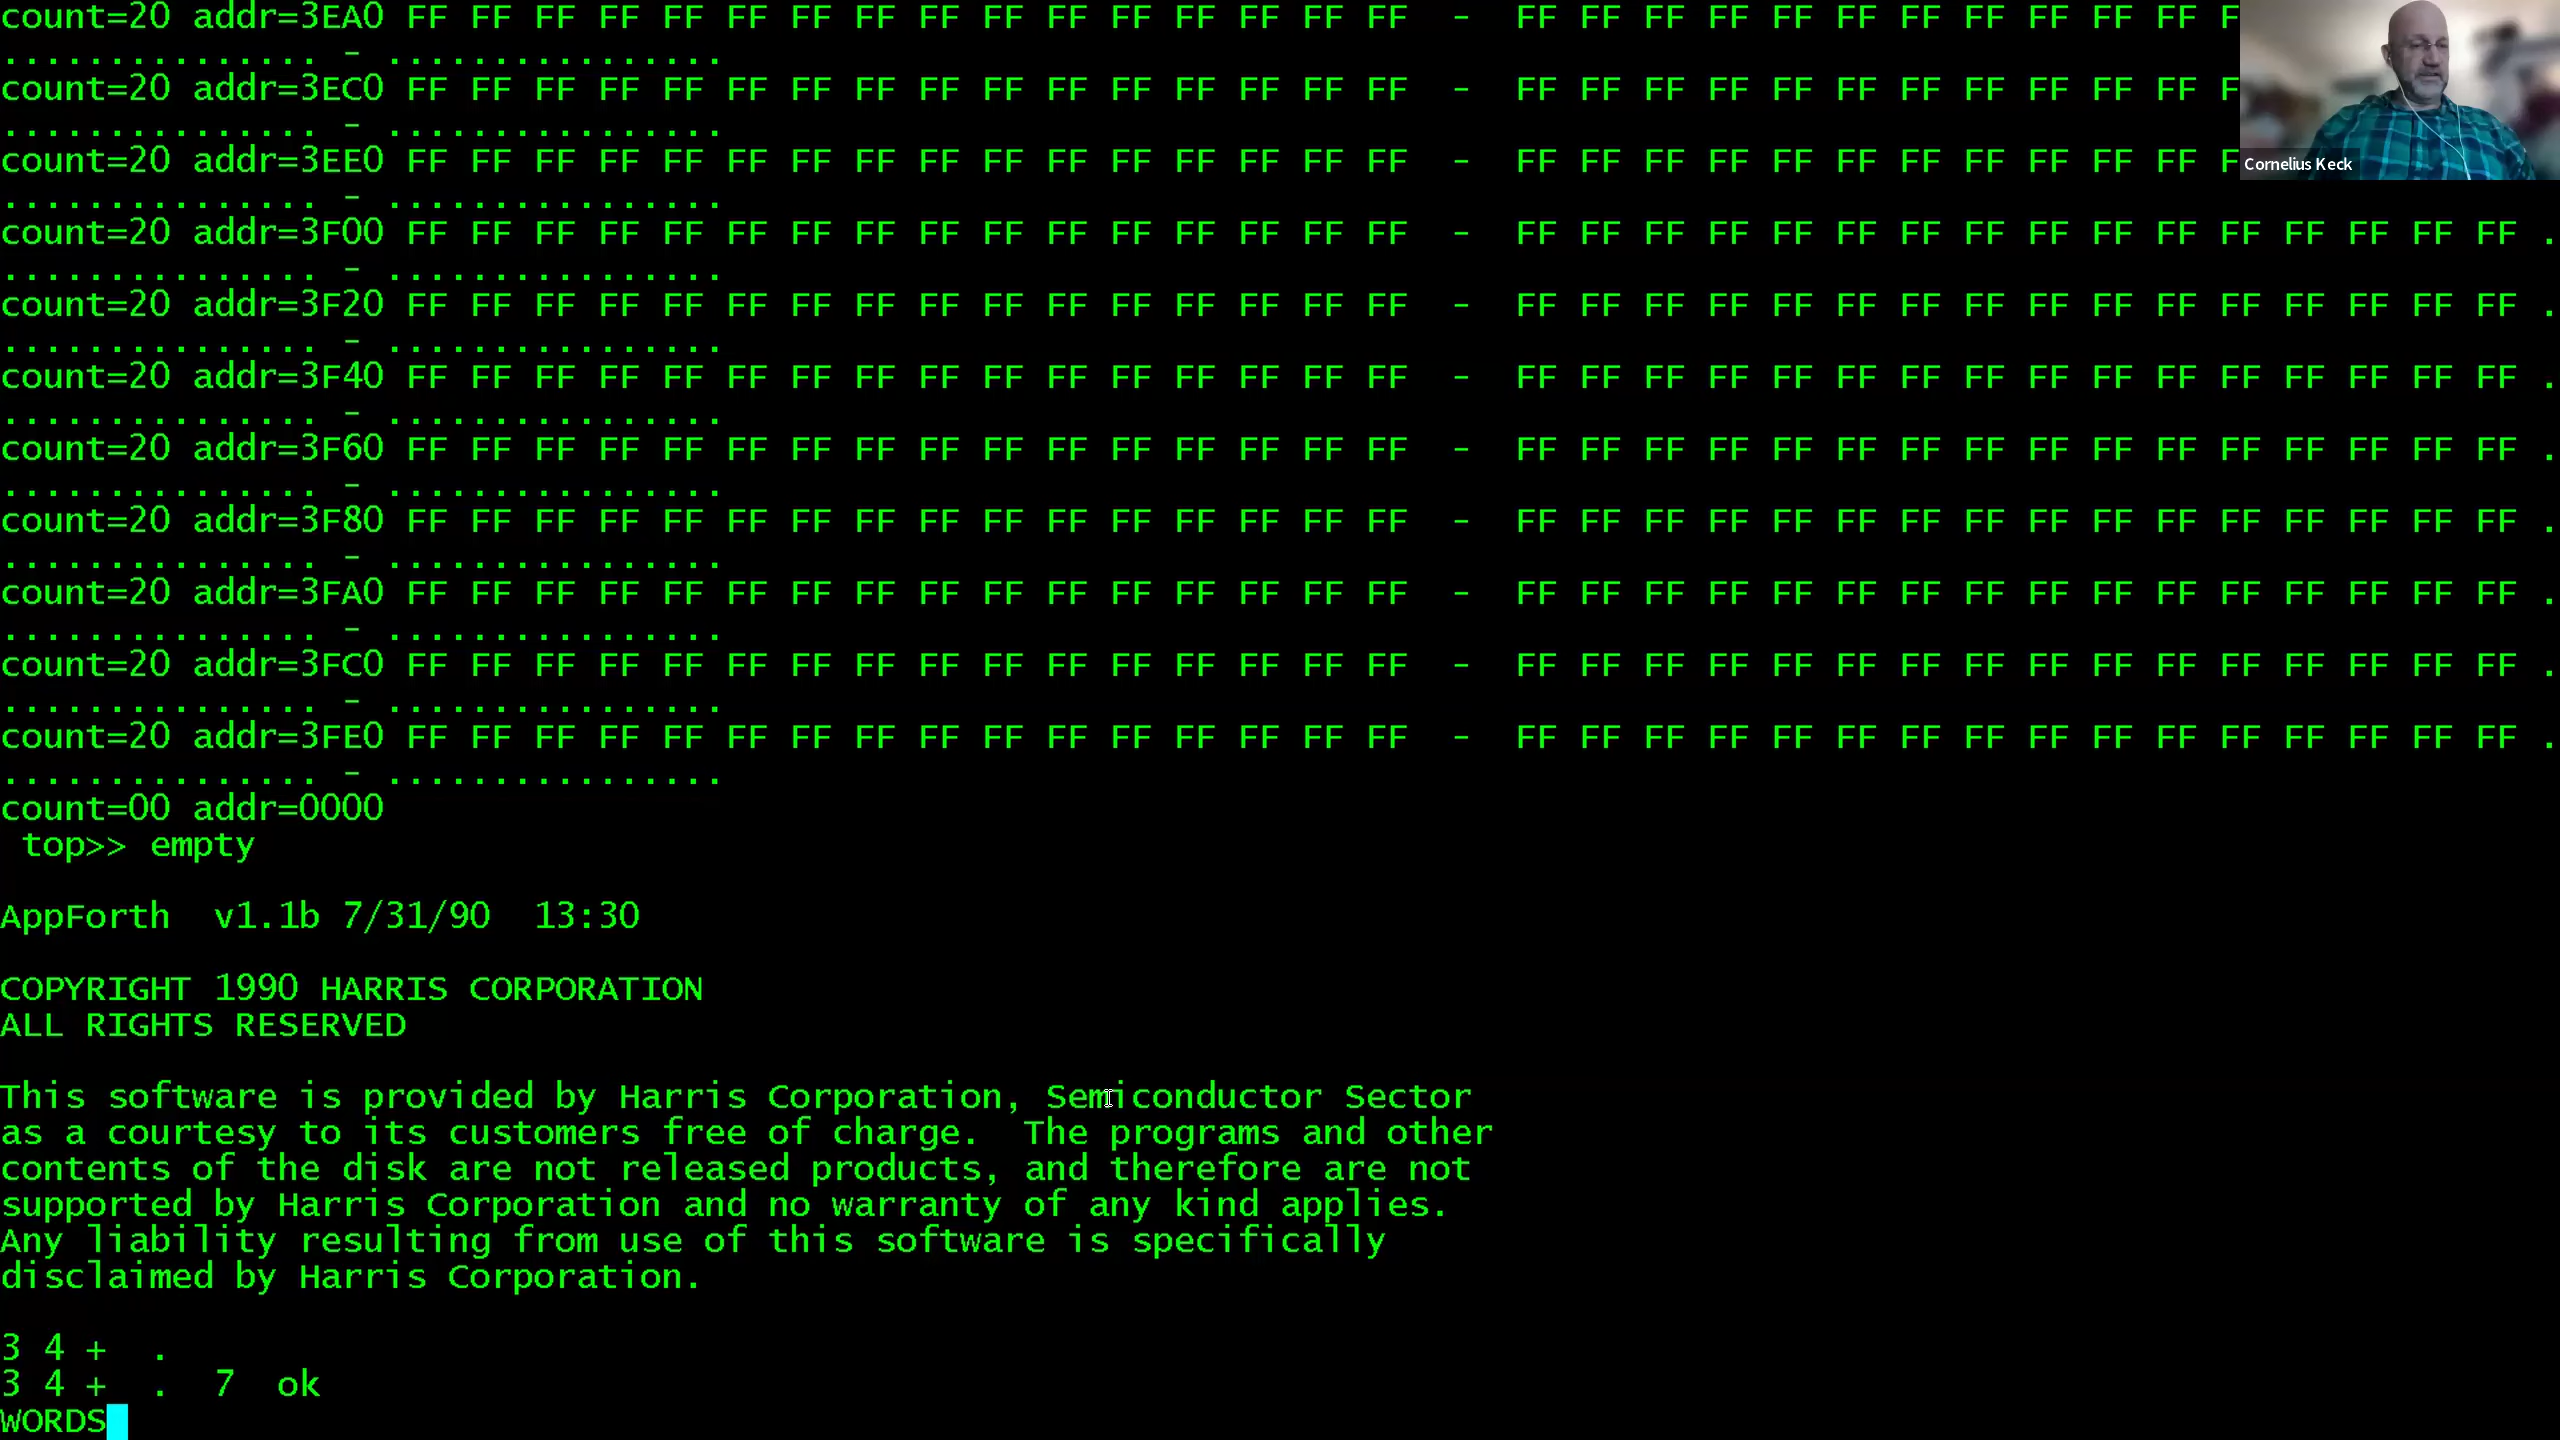 count=20 addr=3EA0 FF FF FF FF FF FF FF FF FF FF FF FF FF FF FF FF  -  FF FF FF FF FF FF FF FF FF FF FF F
............... - ................
count=20 addr=3EC0 FF FF FF FF FF FF FF FF FF FF FF FF FF FF FF FF  -  FF FF FF FF FF FF FF FF FF FF FF F
............... - ................
count=20 addr=3EE0 FF FF FF FF FF FF FF FF FF FF FF FF FF FF FF FF  -  FF FF FF FF FF FF FF FF FF FF FF F
Cornelius Keck
............... - ................
count=20 addr=3F00 FF FF FF FF FF FF FF FF FF FF FF FF FF FF FF FF  -  FF FF FF FF FF FF FF FF FF FF FF FF FF FF FF FF .
............... - ................
count=20 addr=3F20 FF FF FF FF FF FF FF FF FF FF FF FF FF FF FF FF  -  FF FF FF FF FF FF FF FF FF FF FF FF FF FF FF FF .
............... - ................
count=20 addr=3F40 FF FF FF FF FF FF FF FF FF FF FF FF FF FF FF FF  -  FF FF FF FF FF FF FF FF FF FF FF FF FF FF FF FF .
............... - ................
count=20 addr=3F60 FF FF FF FF FF FF FF FF FF FF FF FF FF FF FF FF  -  FF FF FF FF FF FF FF FF FF FF FF FF FF FF FF FF .
............... - ................
count=20 addr=3F80 FF FF FF FF FF FF FF FF FF FF FF FF FF FF FF FF  -  FF FF FF FF FF FF FF FF FF FF FF FF FF FF FF FF .
............... - ................
count=20 addr=3FA0 FF FF FF FF FF FF FF FF FF FF FF FF FF FF FF FF  -  FF FF FF FF FF FF FF FF FF FF FF FF FF FF FF FF .
............... - ................
count=20 addr=3FC0 FF FF FF FF FF FF FF FF FF FF FF FF FF FF FF FF  -  FF FF FF FF FF FF FF FF FF FF FF FF FF FF FF FF .
............... - ................
count=20 addr=3FE0 FF FF FF FF FF FF FF FF FF FF FF FF FF FF FF FF  -  FF FF FF FF FF FF FF FF FF FF FF FF FF FF FF FF .
............... - ................
count=00 addr=0000
top>> empty
AppForth  v1.1b 7/31/90  13:30
COPYRIGHT 1990 HARRIS CORPORATION
ALL RIGHTS RESERVED
This software is provided by Harris Corporation, Semiconductor Sector
as a courtesy to its customers free of charge.  The programs and other
contents of the disk are not released products, and therefore are not
supported by Harris Corporation and no warranty of any kind applies.
Any liability resulting from use of this software is specifically
disclaimed by Harris Corporation.
3 4 +  .
3 4 +  .  7  ok
WORDS